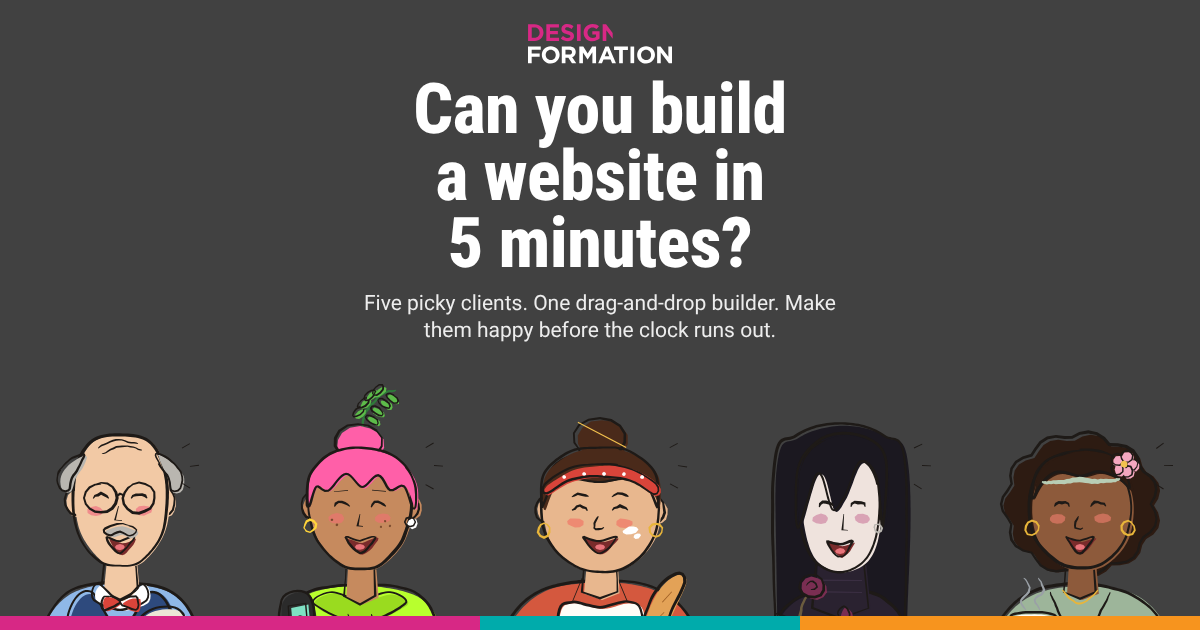 DESIGN
FORMATION
Can you build
a website in
5 minutes?
Five picky clients. One drag-and-drop builder. Make
them happy before the clock runs out.